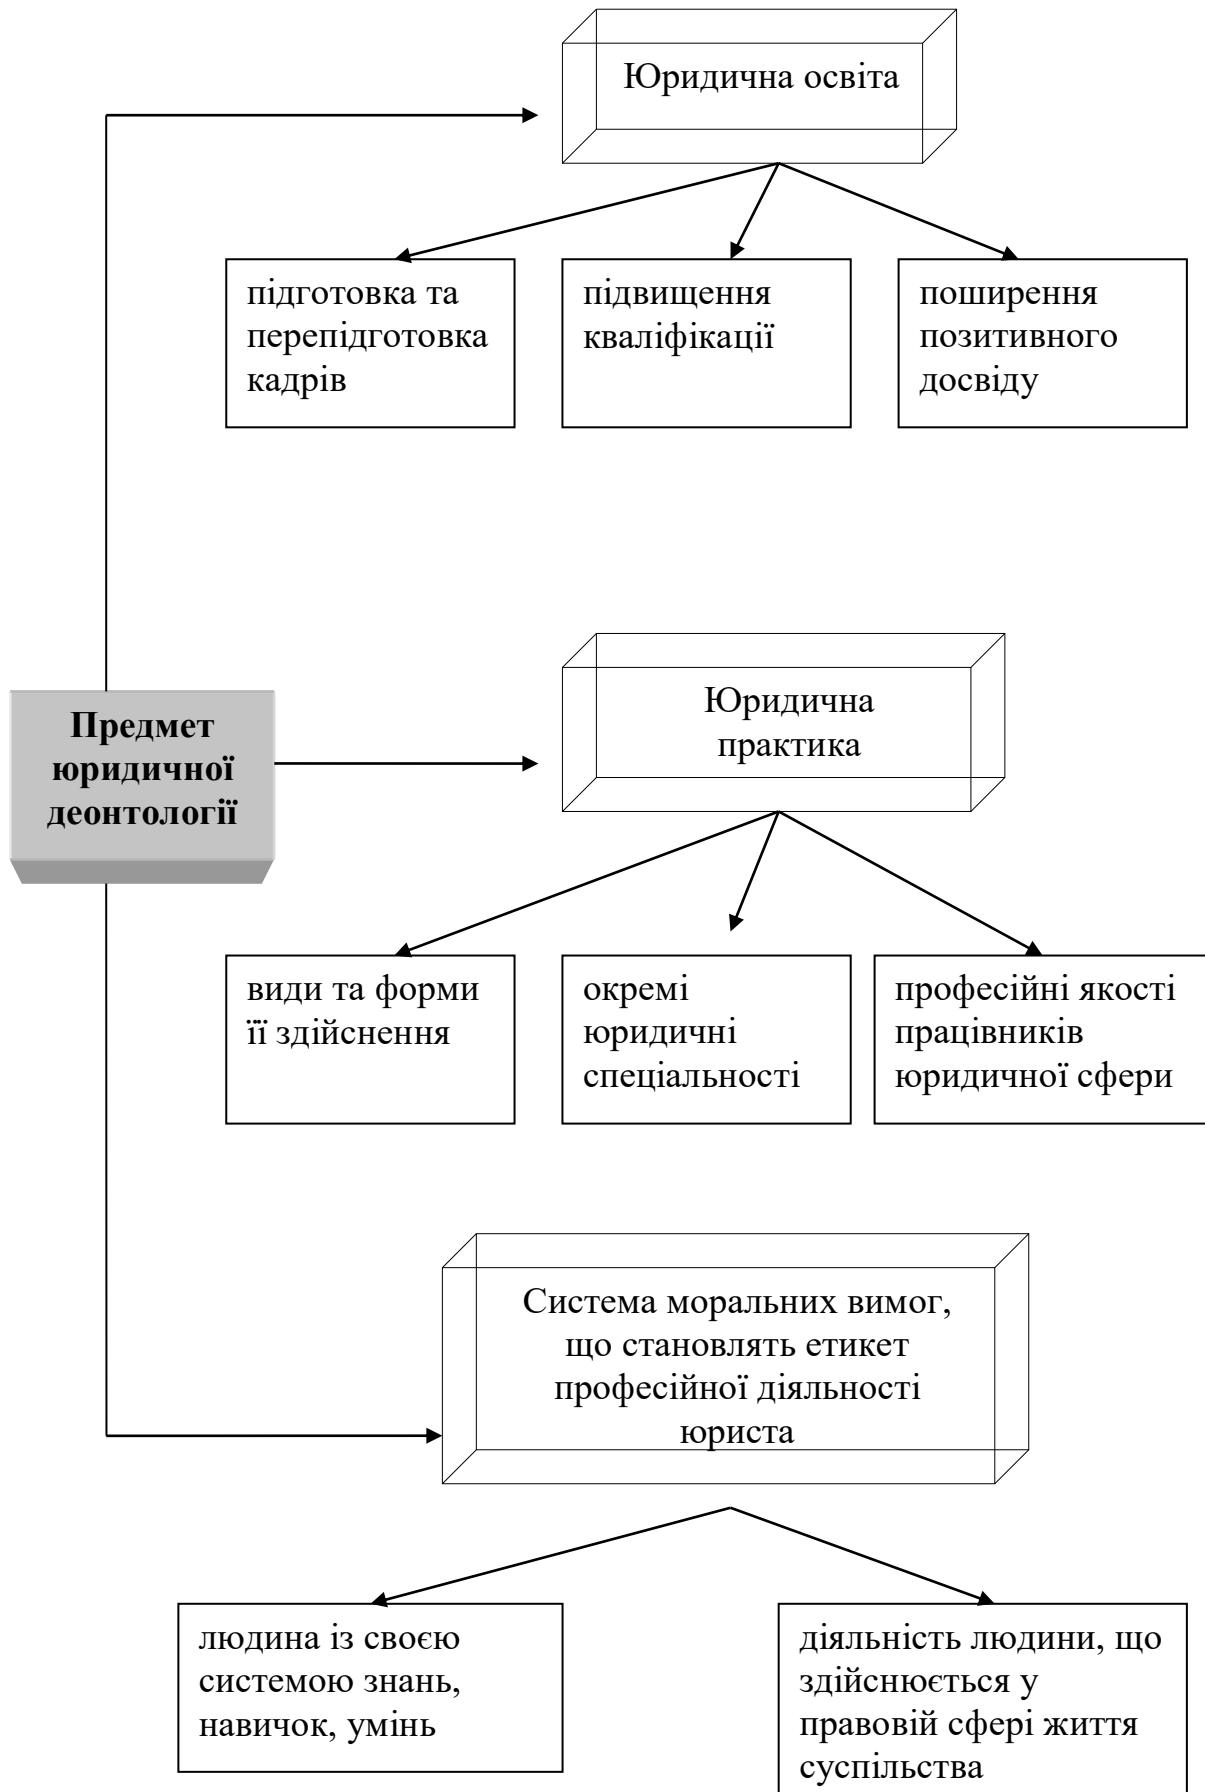 Юридична освіта
підготовка та
перепідготовка
кадрів
підвищення
кваліфікації
поширення
позитивного
досвіду
Предмет
юридичної
деонтології
Юридична
практика
види та форми
її здійснення
окремі
юридичні
спеціальності
професійні якості
працівників
юридичної сфери
Система моральних вимог,
що становлять етикет
професійної діяльності
юриста
людина із своєю
системою знань,
навичок, умінь
діяльність людини, що
здійснюється у
правовій сфері життя
суспільства